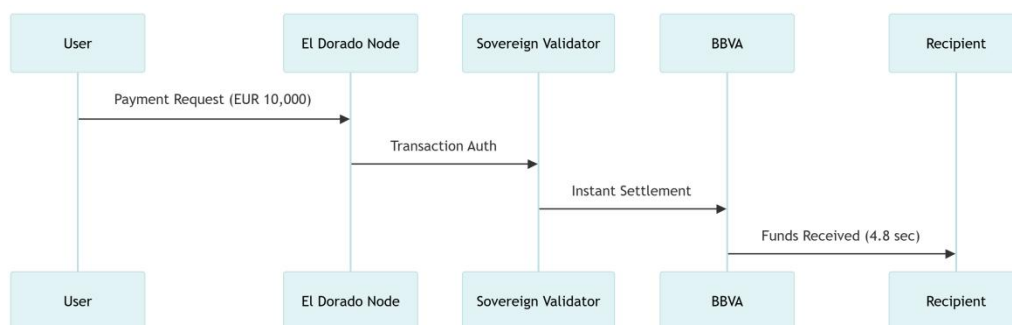 User
El Dorado Node
Sovereign Validator
BBVA
Recipient
Payment Request (EUR 10,000)
Transaction Auth
Instant Settlement
Funds Received (4.8 sec)
User
El Dorado Node
Sovereign Validator
BBVA
Recipient